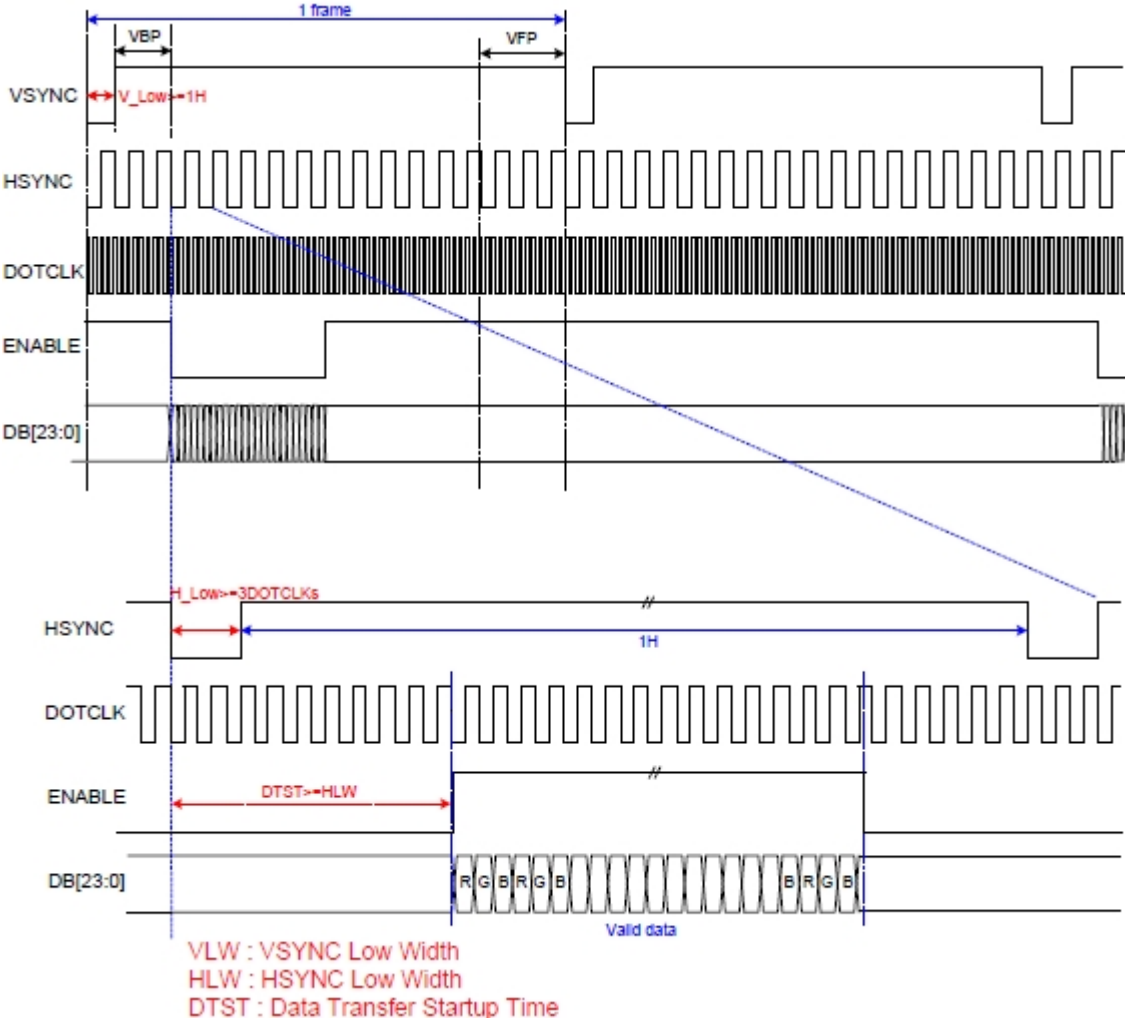 1 frame
VBP
VFP
VSYNC
V_Low>=1H
HSYNC
DOTCLK
ENABLE
DB[23:0]
H_Low>=3DOTCLKs
HSYNC
//
1H
DOTCLK
ENABLE
DTST>=HLW
//
DB[23:0]
R G B R G B B R G B
Valid data
VLW : VSYNC Low Width
HLW : HSYNC Low Width
DTST : Data Transfer Startup Time